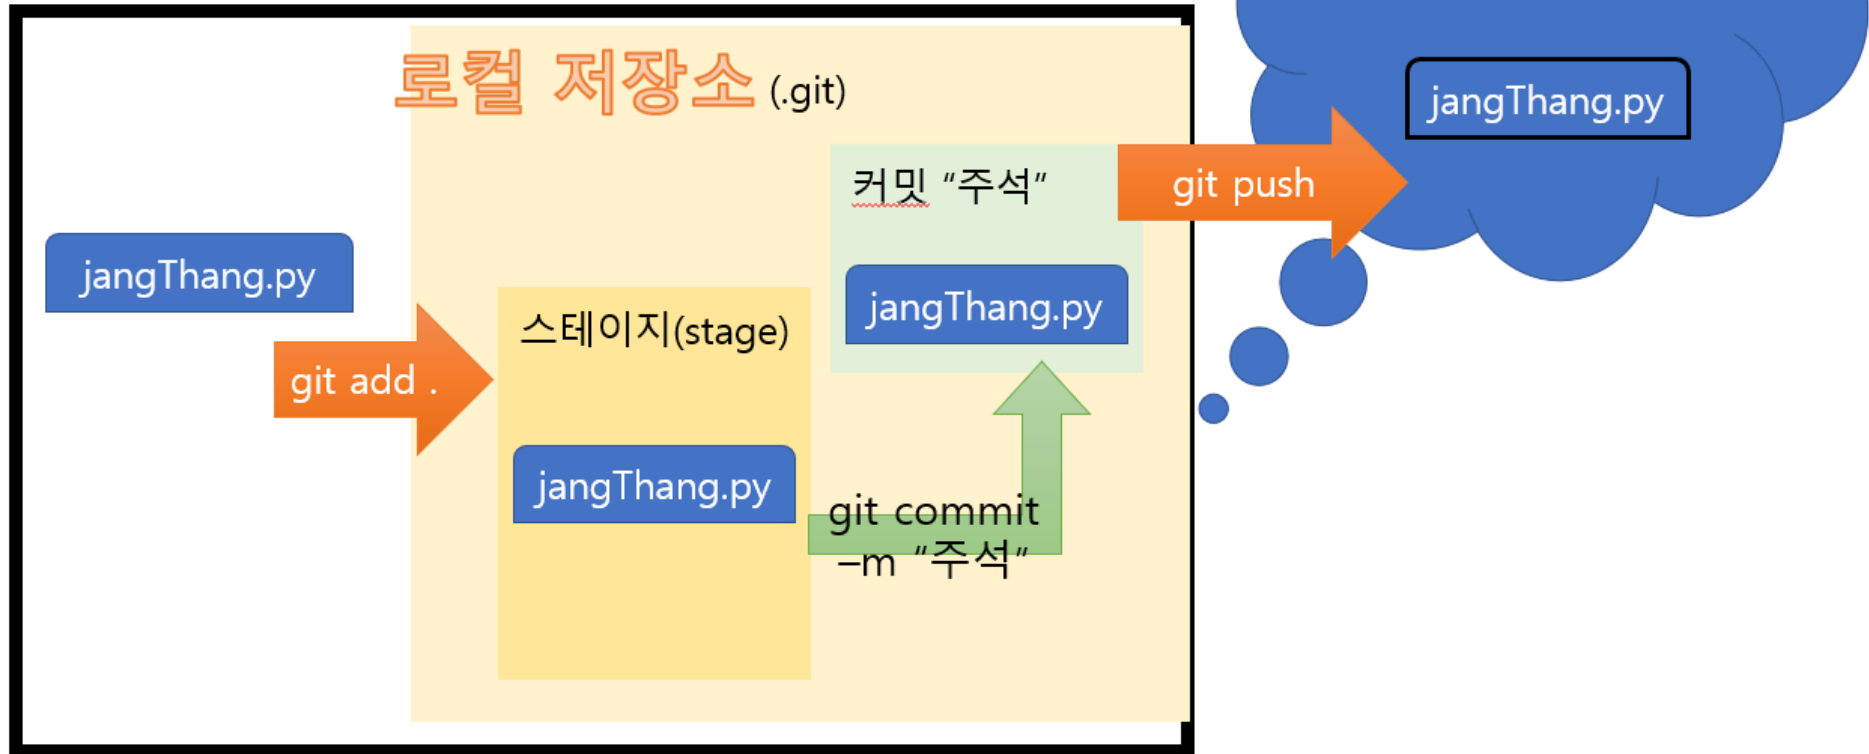 로컬 저장소 (.git)
jangThang.py
커밋 “주석”
git push
jangThang.py
jangThang.py
스테이지(stage)
git add .
jangThang.py
git commit
–m “주석”